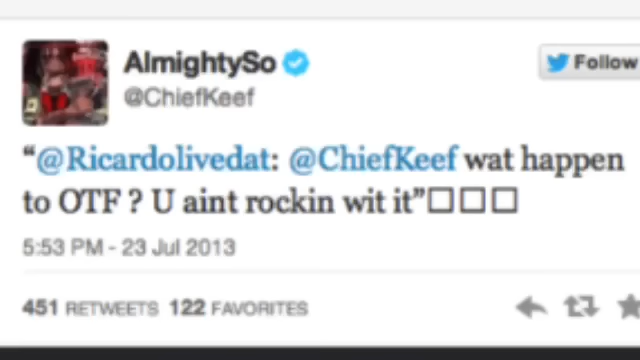 AlmightySo
Follow
@ChiefKeef
“@Ricardolivedat: @ChiefKeef wat happen
to OTF ? U aint rockin wit it”□□□
5:53 PM - 23 Jul 2013
451 RETWEETS 122 FAVORITES